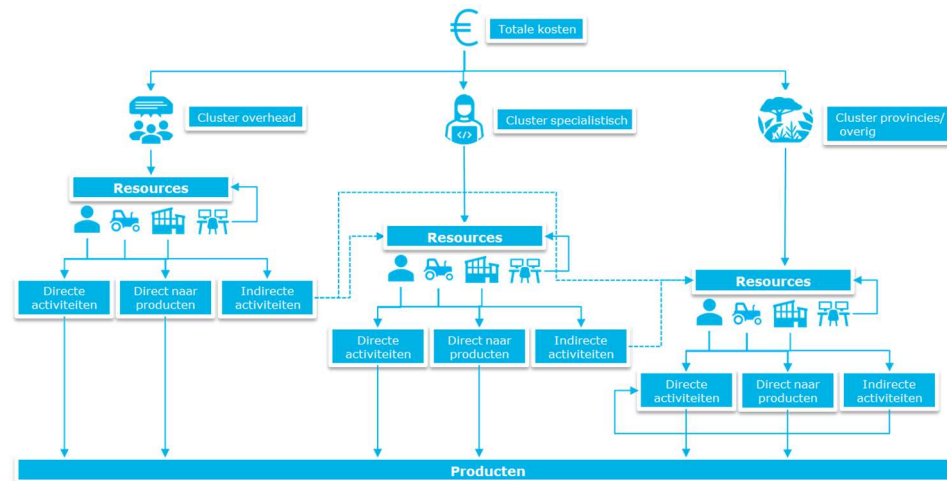 Totale kosten
Cluster overhead
Cluster specialistisch
Cluster provincies/
overig
Resources
Resources
Resources
Directe
activiteiten
Direct naar
producten
Indirecte
activiteiten
Directe
activiteiten
Direct naar
producten
Indirecte
activiteiten
Directe
activiteiten
Direct naar
producten
Indirecte
activiteiten
Producten